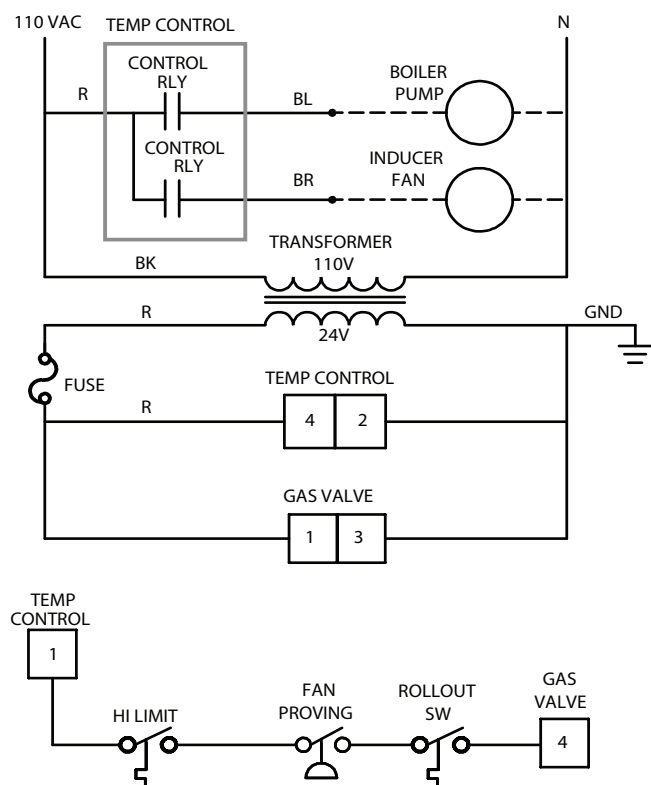 110 VAC
N
TEMP CONTROL
CONTROL
RLY
R
BL
BOILER
PUMP
CONTROL
RLY
BR
INDUCER
FAN
TRANSFORMER
110V
BK
R
24V
GND
FUSE
TEMP CONTROL
R
4 2
GAS VALVE
1 3
TEMP
CONTROL
1
HI LIMIT
FAN
PROVING
ROLLOUT
SW
GAS
VALVE
4